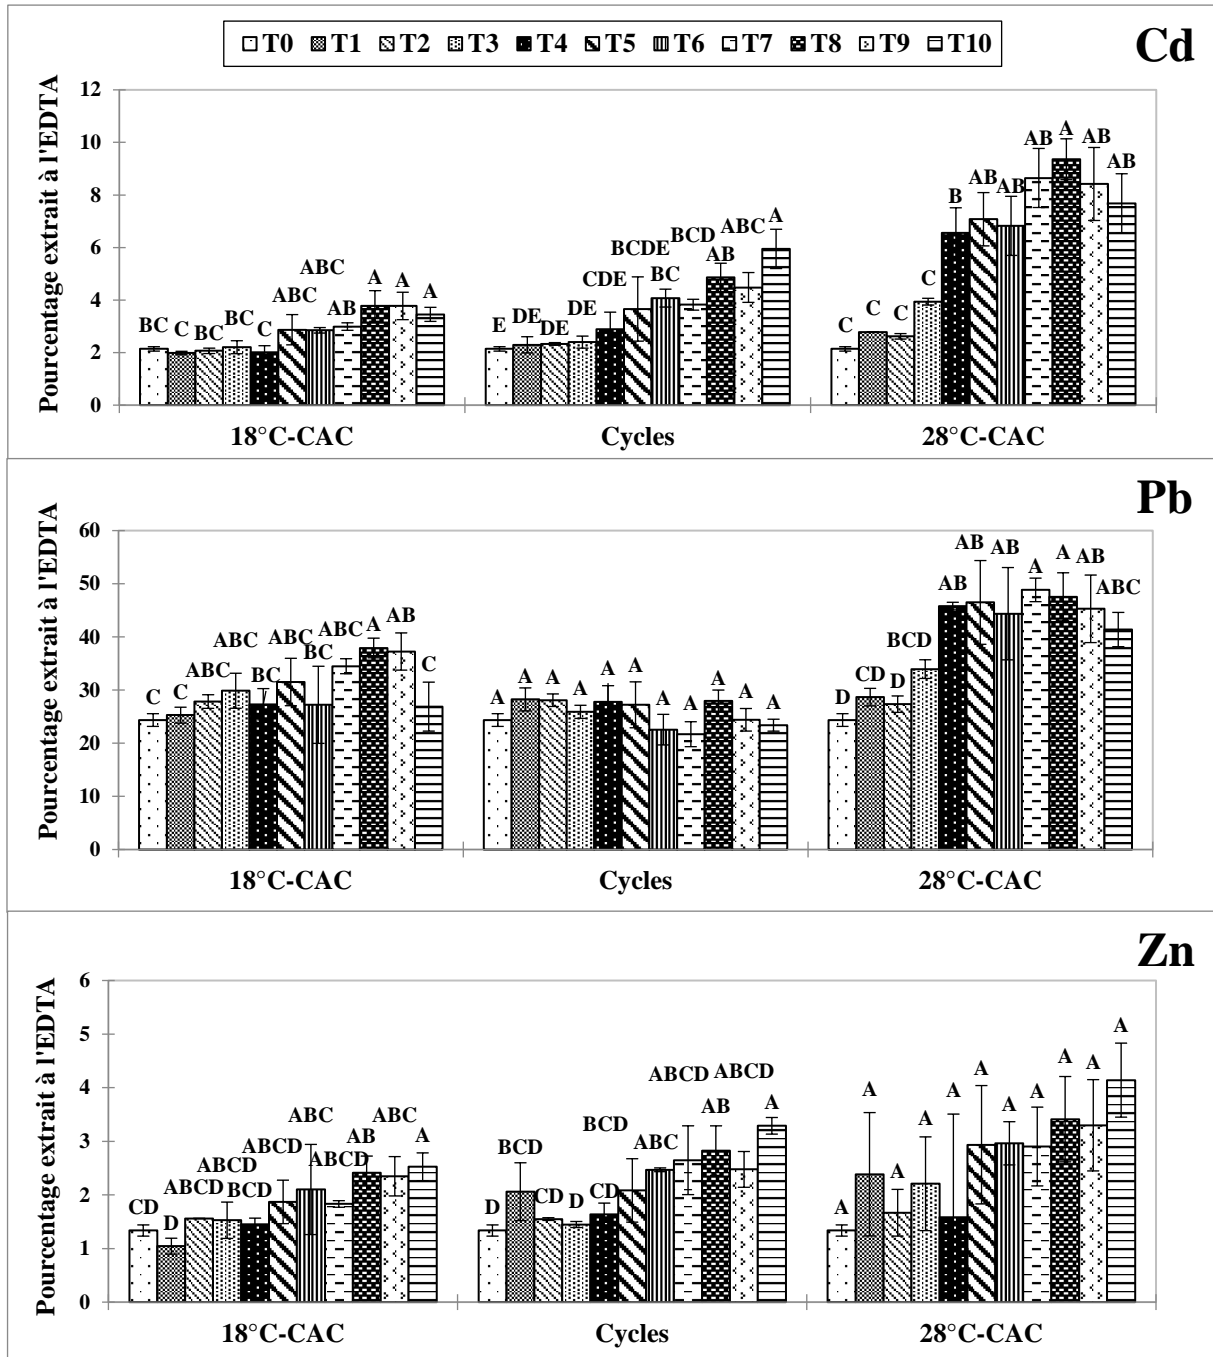 T0 T1 T2 T3 T4 T5 T6 T7 T8 T9 T10
Cd
Pourcentage extrait à l'EDTA
12
10
8
6
4
2
0
BC C BC BC C ABC ABC AB A A A
E DE DE DE CDE BCDE BC BCD AB ABC A
C C C C B AB AB AB A AB AB
18°C-CAC Cycles 28°C-CAC
Pb
Pourcentage extrait à l'EDTA
60
50
40
30
20
10
0
C C ABC ABC BC ABC BC ABC A AB C
A A A A A A A A A A A
D CD D BCD AB AB AB A A AB ABC
18°C-CAC Cycles 28°C-CAC
Zn
Pourcentage extrait à l'EDTA
6
5
4
3
2
1
0
CD D ABCD ABCD BCD ABCD ABC ABCD AB ABC A
D BCD CD D CD BCD ABC ABCD AB ABCD A
A A A A A A A A A A A
18°C-CAC Cycles 28°C-CAC